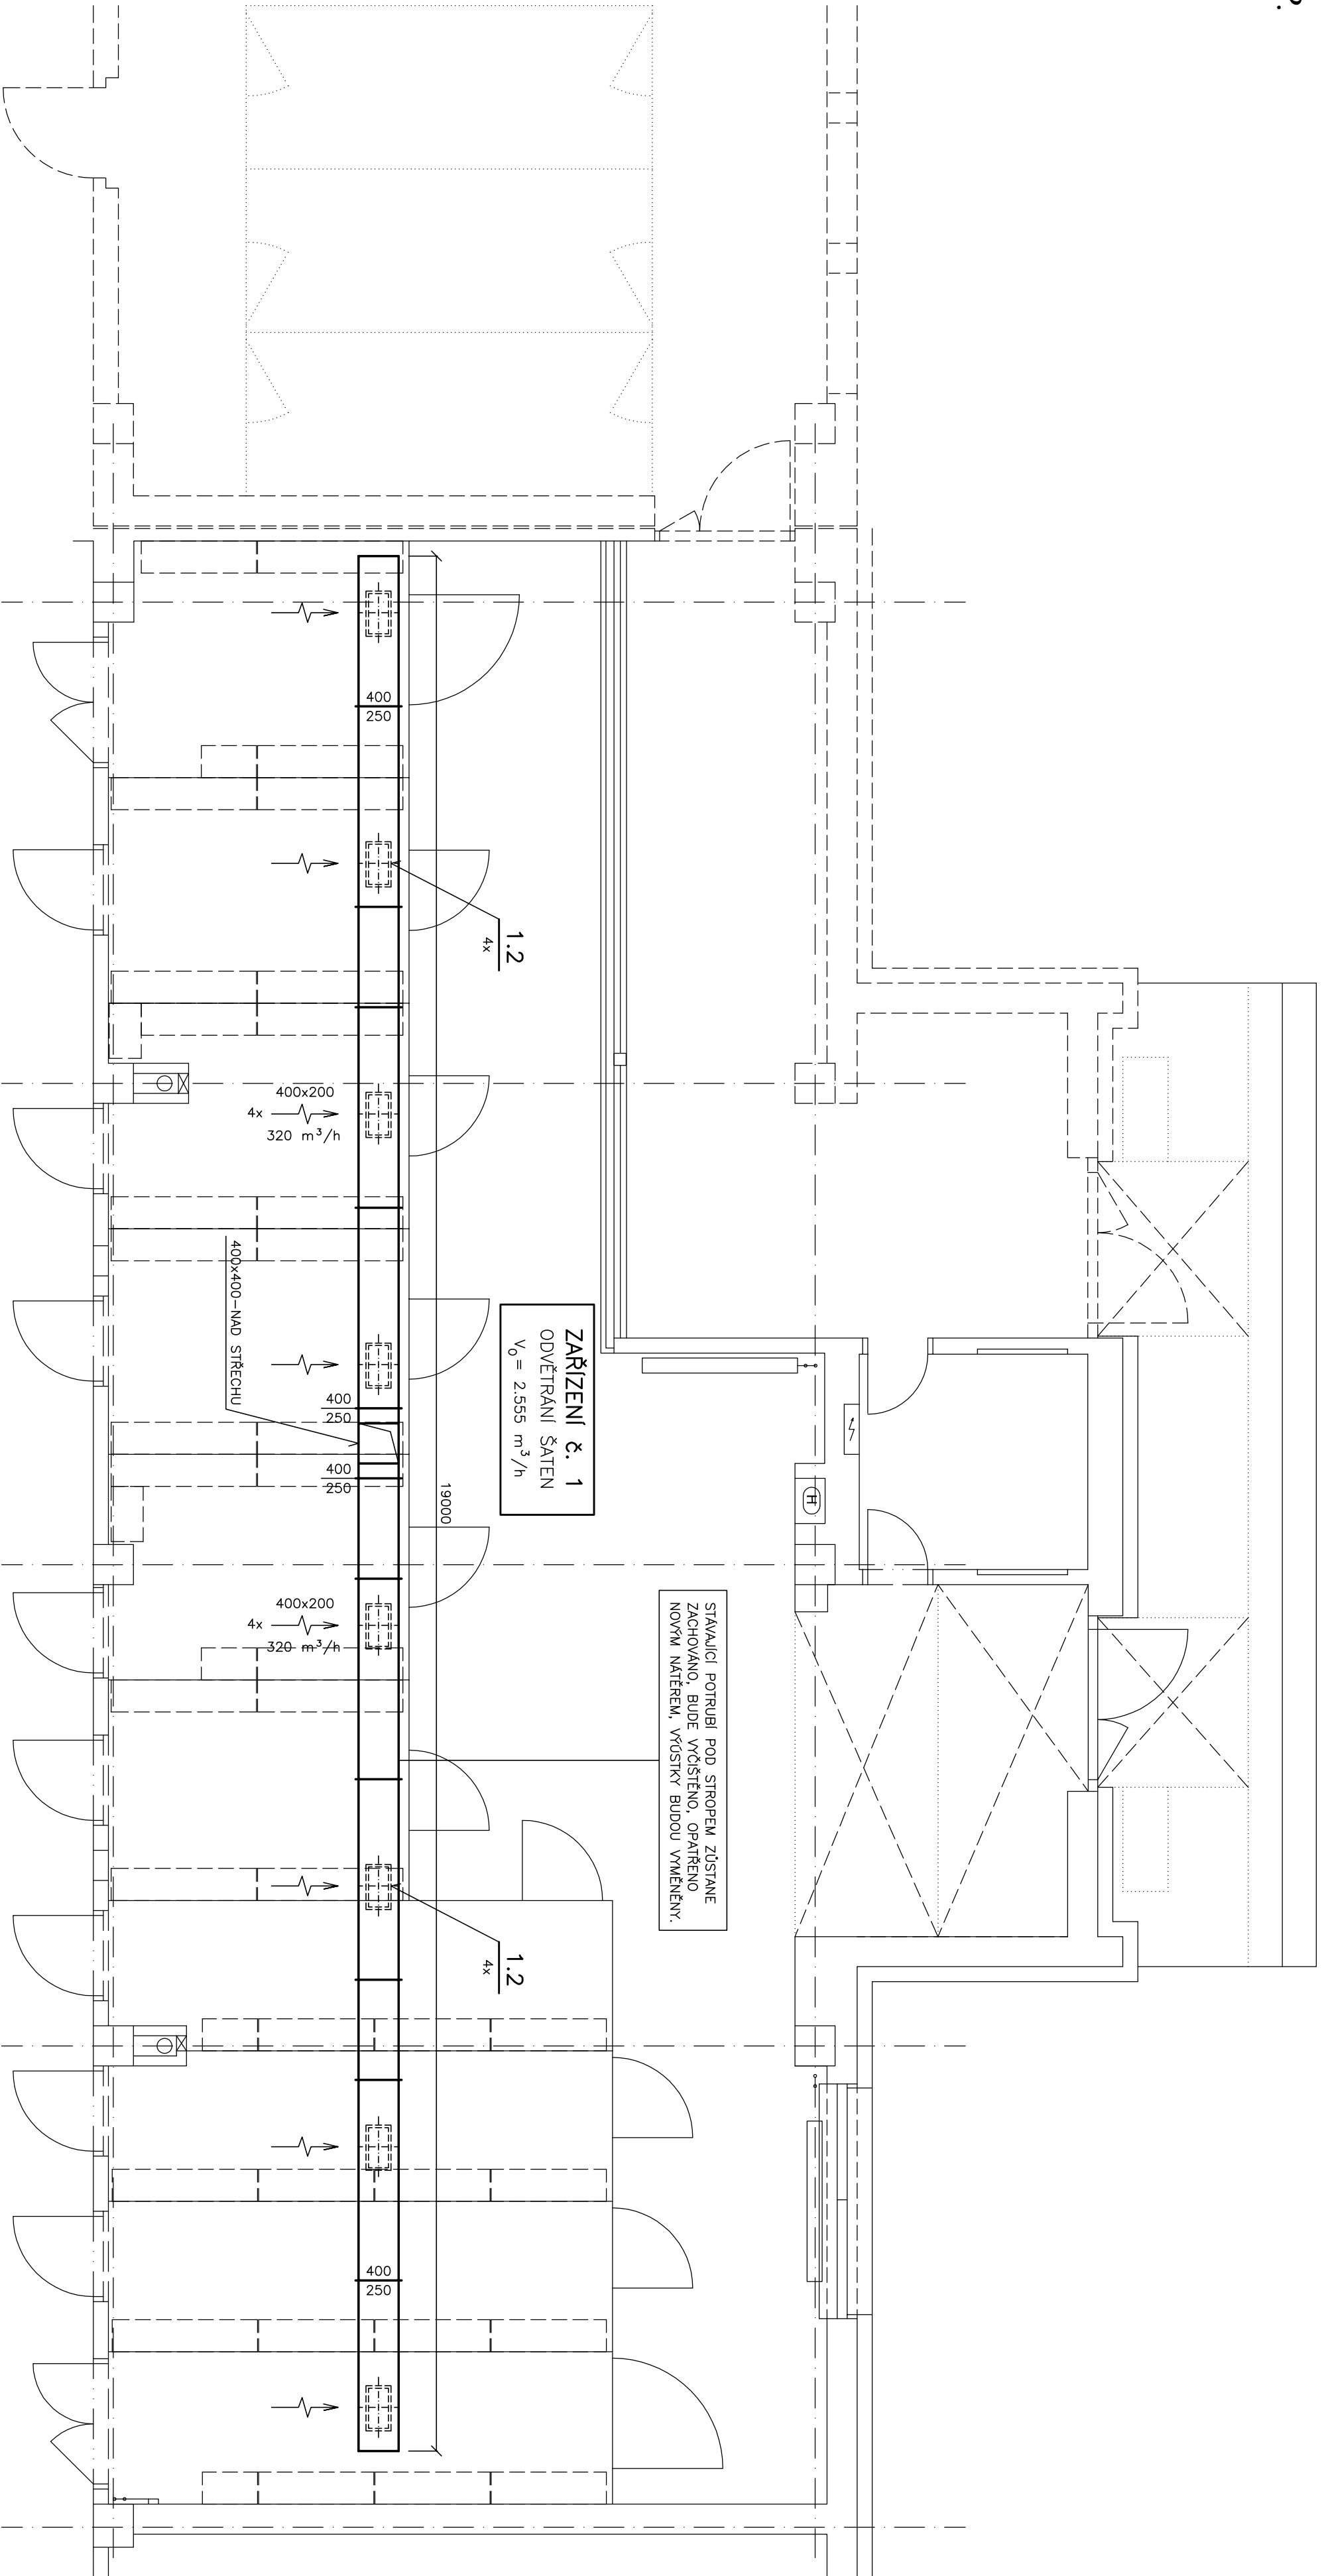 400
250
1.2
4x
400x200
4x
320 m³/h
400x400-NAD STŘECHU
ZAŘÍZENÍ č. 1
ODVĚTRÁNÍ ŠATEN
V₀= 2.555 m³/h
400
250
400
250
19000
H
400x200
4x
320 m³/h
STÁVAJÍCÍ POTRUBÍ POD STROPEM ZŮSTANE
ZACHOVÁNO, BUDE VYČIŠTĚNO, OPATŘENO
NOVÝM NÁTĚREM, VÝÚSTKY BUDOU VYMĚNĚNY.
1.2
4x
400
250